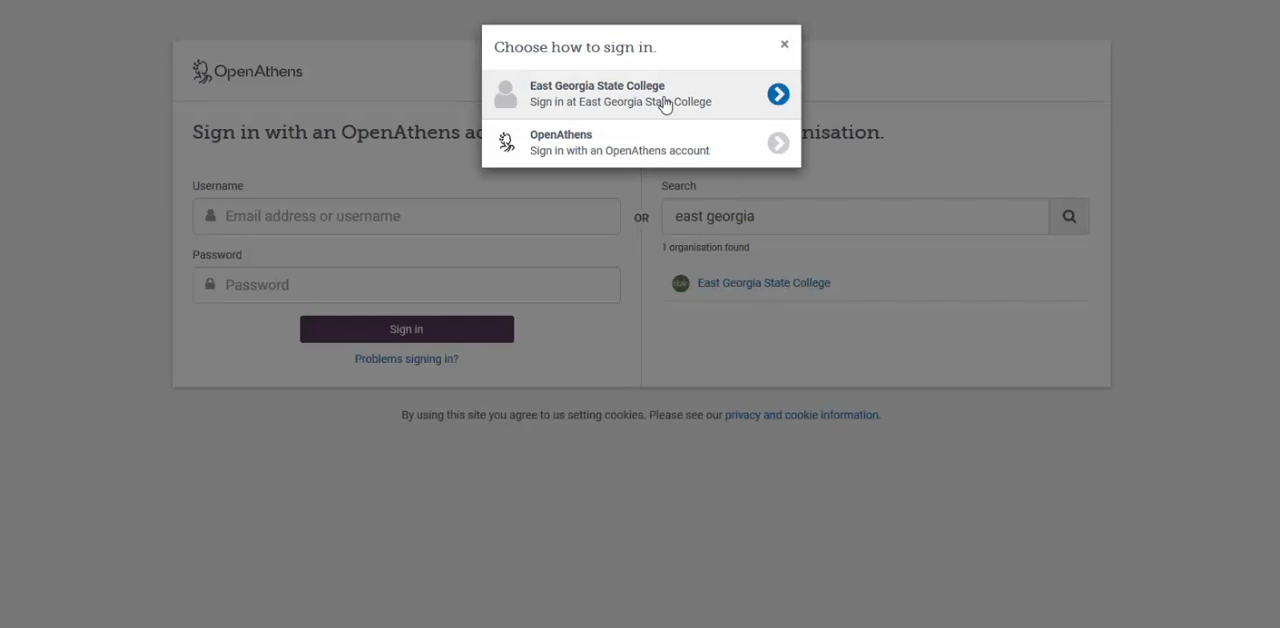 Choose how to sign in.
×
East Georgia State College
Sign in at East Georgia State College
OpenAthens
Sign in with an OpenAthens account
OpenAthens
Sign in with an OpenAthens ac
nisation.
Username
Email address or username
Password
Password
Sign in
Problems signing in?
OR
Search
east georgia
1 organisation found
East Georgia State College
By using this site you agree to us setting cookies. Please see our privacy and cookie information.